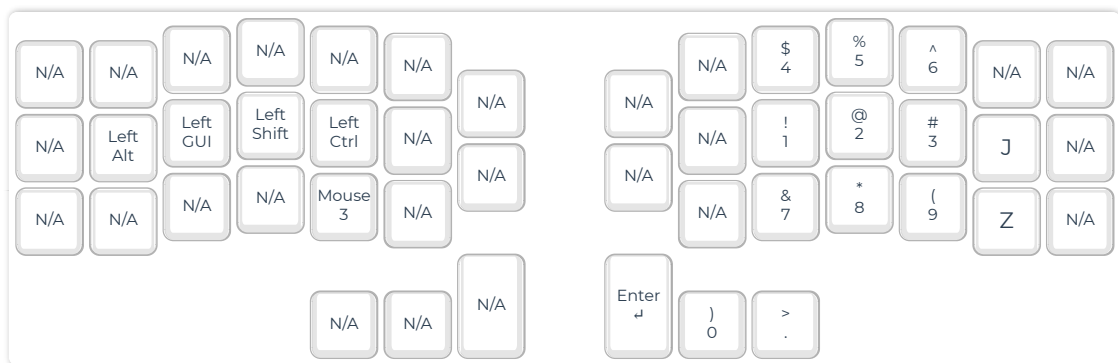 N/A N/A N/A N/A N/A N/A N/A $ 4 % 5 ^ 6 N/A N/A
N/A N/A
N/A Left Alt Left GUI Left Shift Left Ctrl N/A N/A ! 1 @ 2 # 3 J N/A
N/A N/A
N/A N/A N/A N/A Mouse 3 N/A N/A & 7 * 8 ( 9 Z N/A
N/A N/A N/A Enter ↵ ) 0 > .